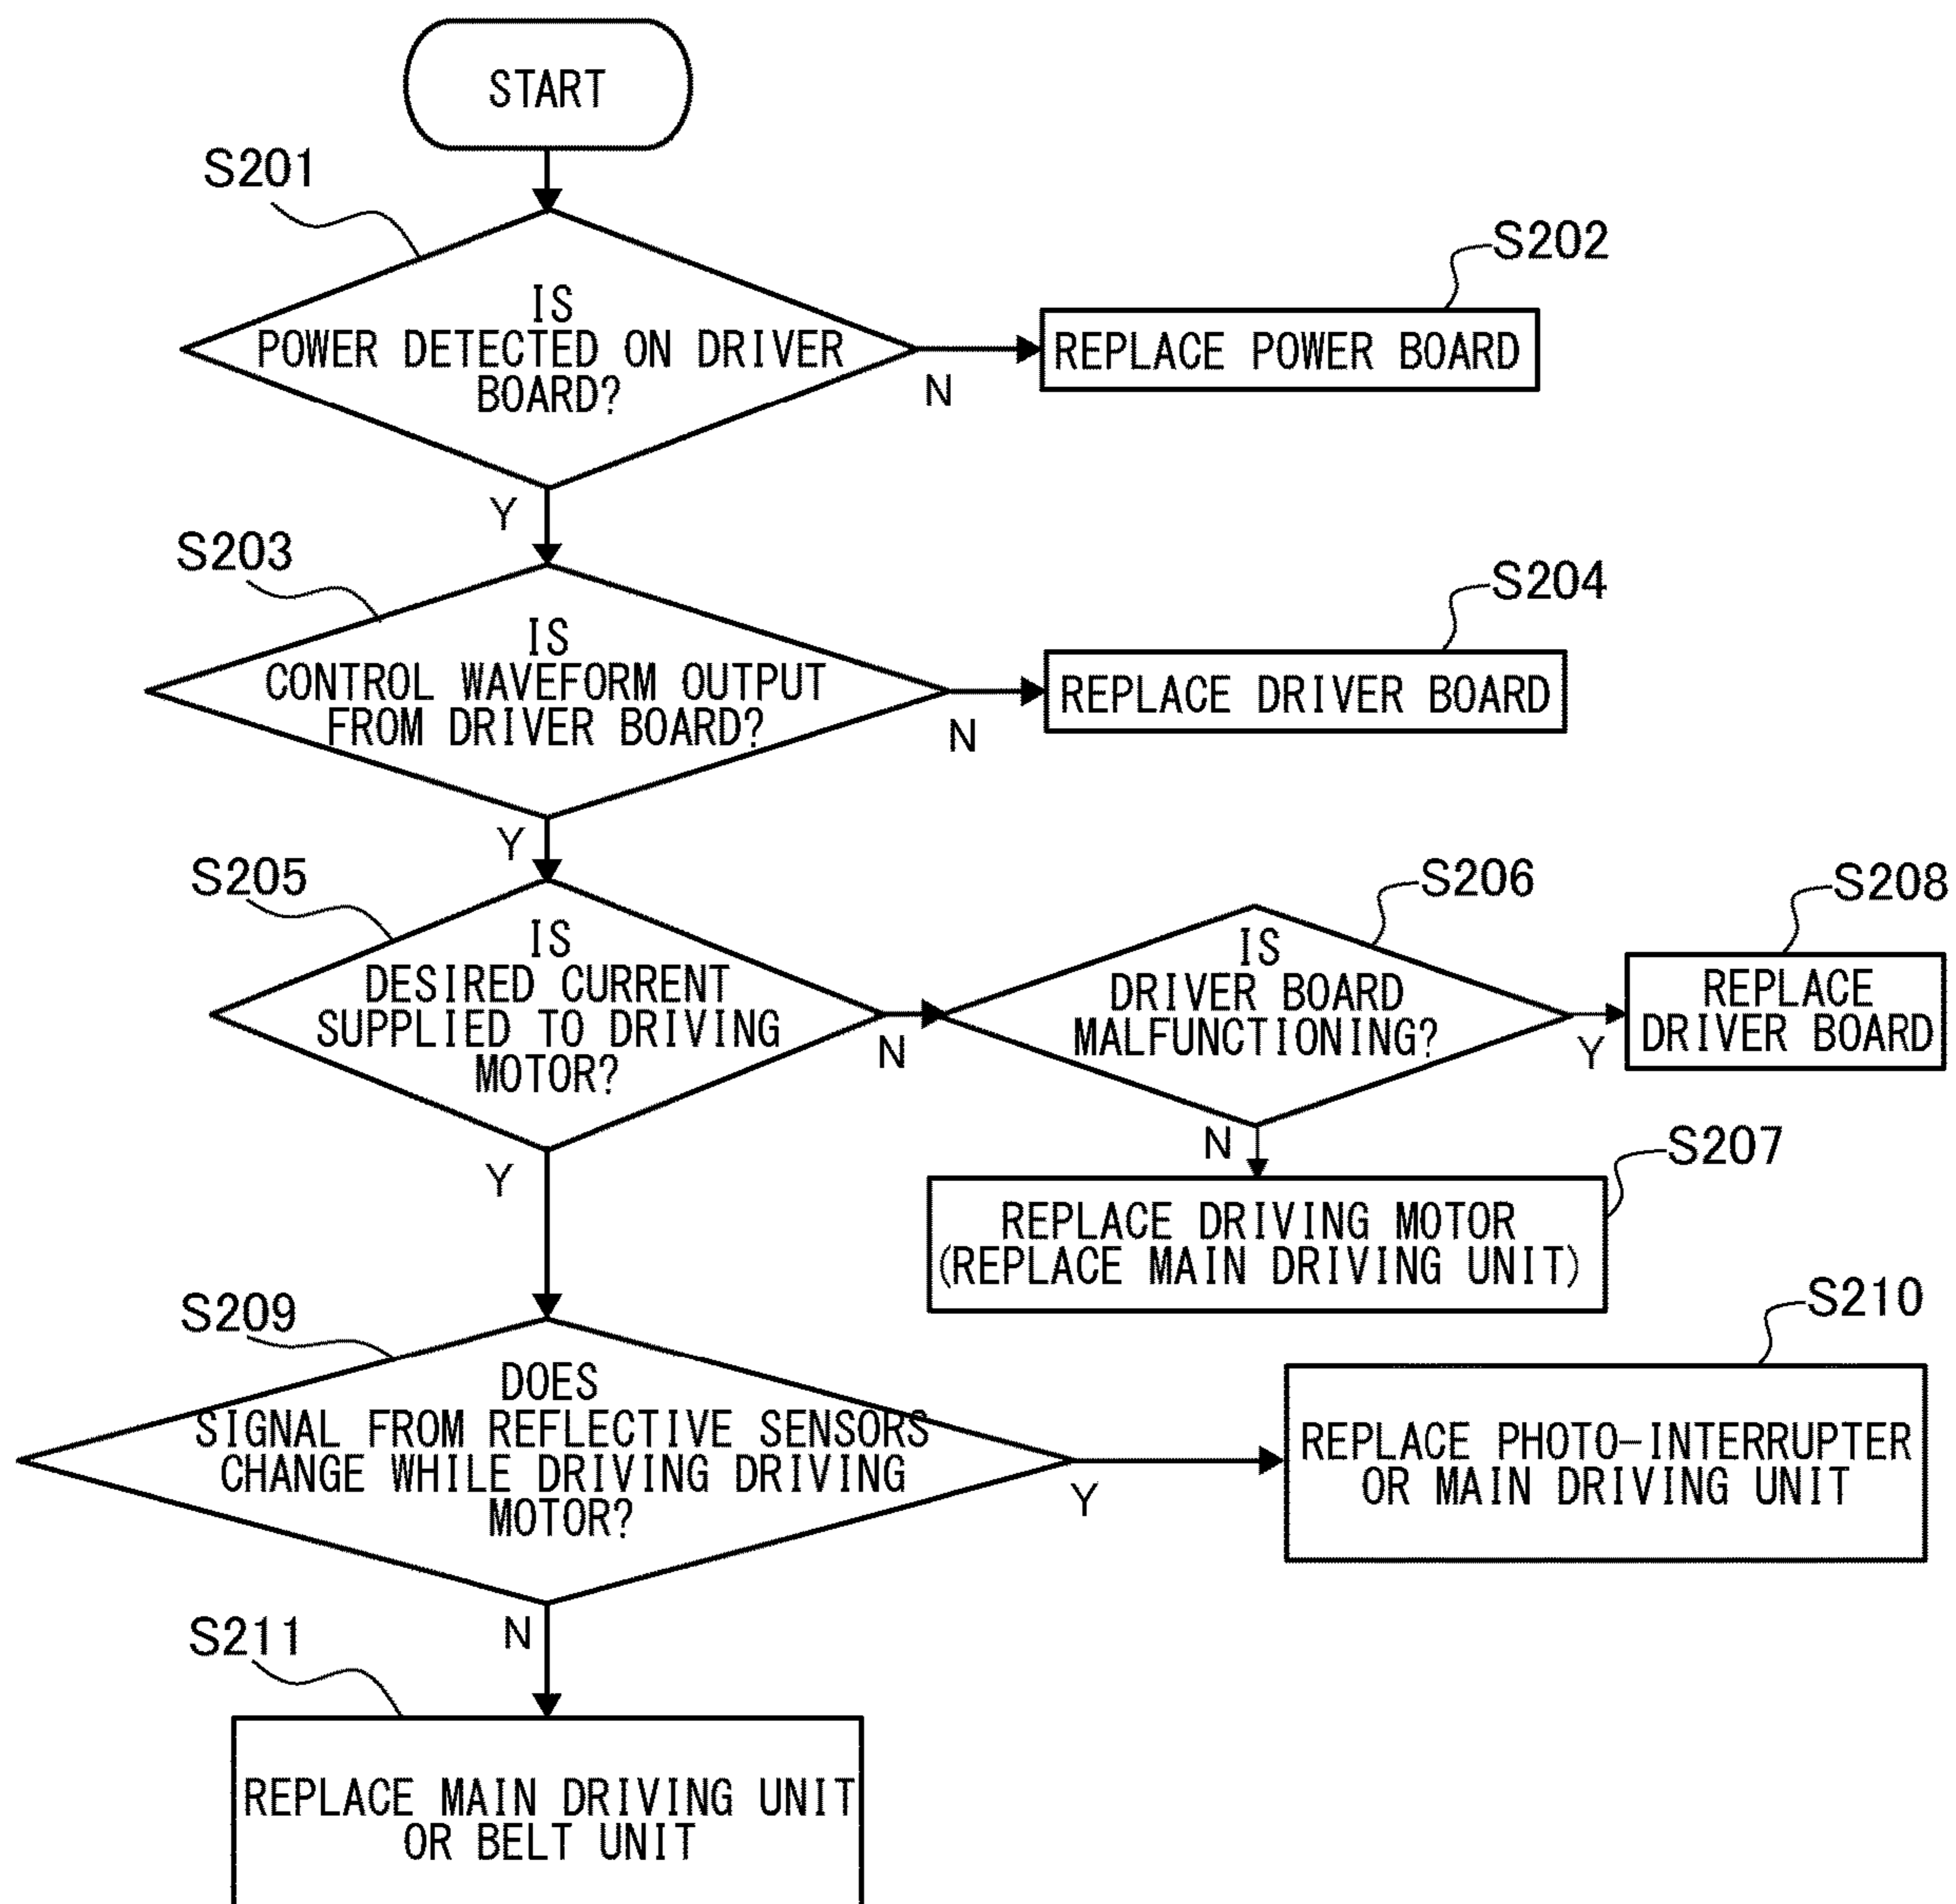 START
S201
IS
POWER DETECTED ON DRIVER
BOARD?
N
Y
S202
REPLACE POWER BOARD
S203
IS
CONTROL WAVEFORM OUTPUT
FROM DRIVER BOARD?
N
Y
S204
REPLACE DRIVER BOARD
S205
IS
DESIRED CURRENT
SUPPLIED TO DRIVING
MOTOR?
N
Y
S206
IS
DRIVER BOARD
MALFUNCTIONING?
Y
N
S208
REPLACE
DRIVER BOARD
S207
REPLACE DRIVING MOTOR
(REPLACE MAIN DRIVING UNIT)
S209
DOES
SIGNAL FROM REFLECTIVE SENSORS
CHANGE WHILE DRIVING DRIVING
MOTOR?
Y
N
S210
REPLACE PHOTO-INTERRUPTER
OR MAIN DRIVING UNIT
S211
REPLACE MAIN DRIVING UNIT
OR BELT UNIT